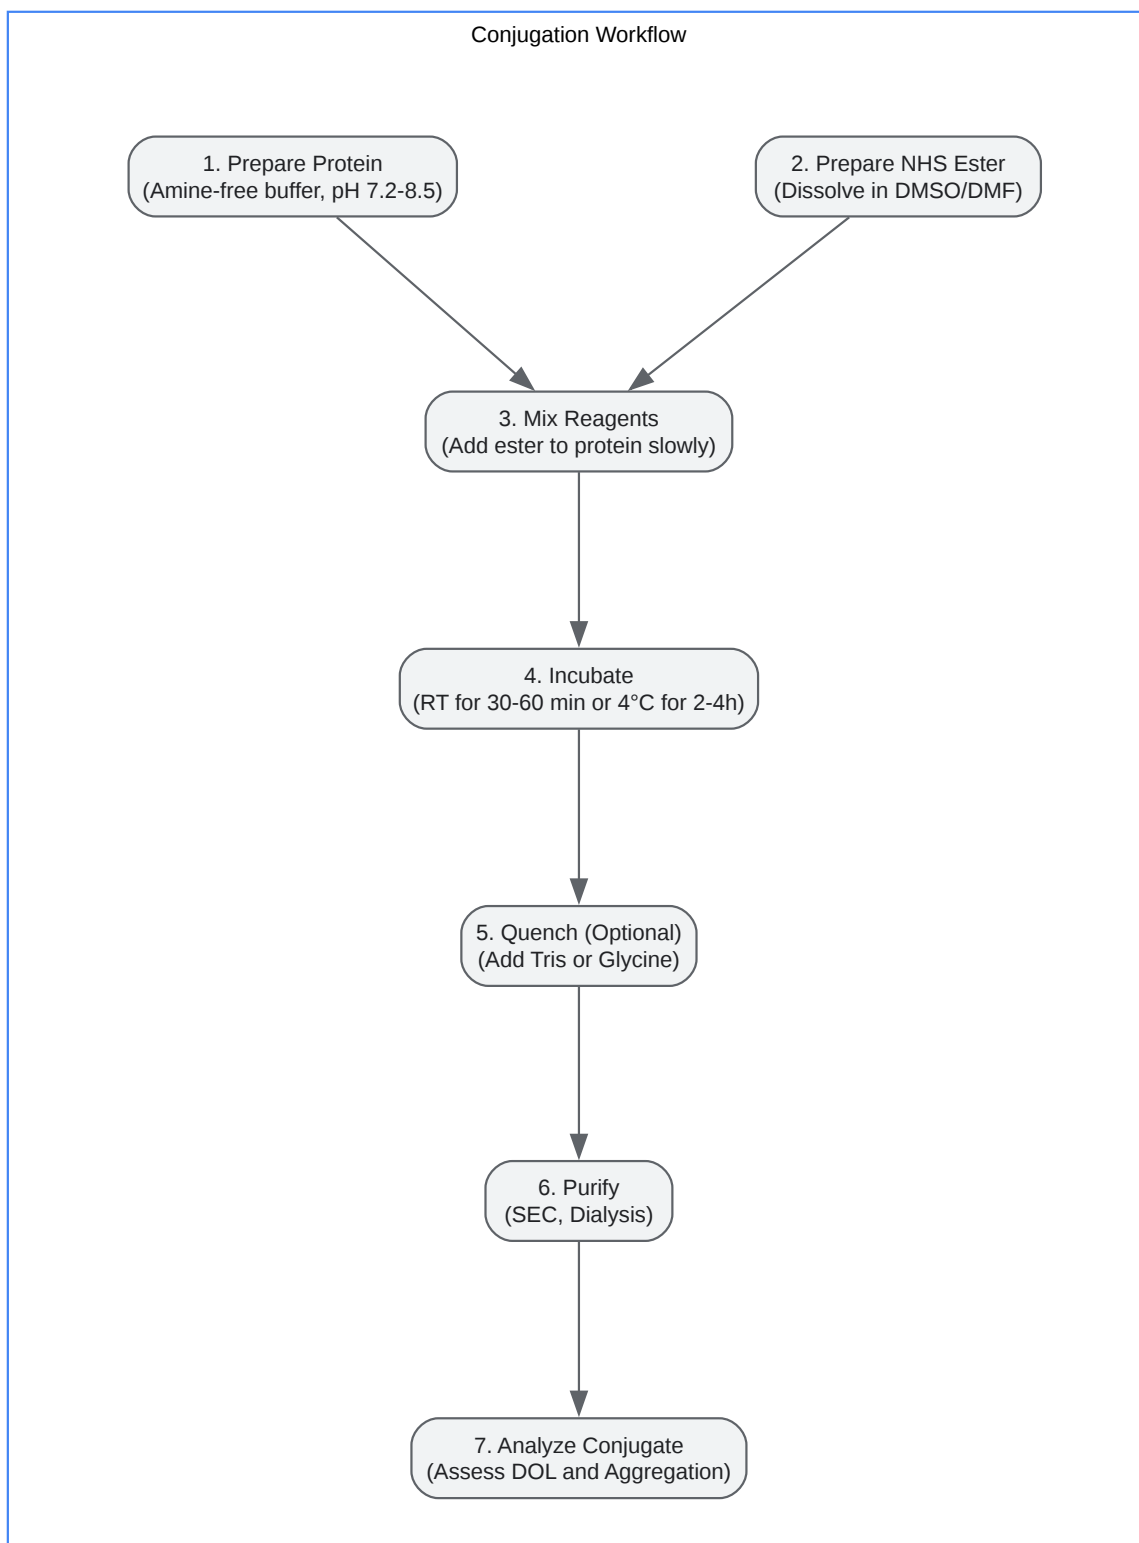 Conjugation Workflow
1. Prepare Protein
(Amine-free buffer, pH 7.2-8.5)
2. Prepare NHS Ester
(Dissolve in DMSO/DMF)
3. Mix Reagents
(Add ester to protein slowly)
4. Incubate
(RT for 30-60 min or 4°C for 2-4h)
5. Quench (Optional)
(Add Tris or Glycine)
6. Purify
(SEC, Dialysis)
7. Analyze Conjugate
(Assess DOL and Aggregation)